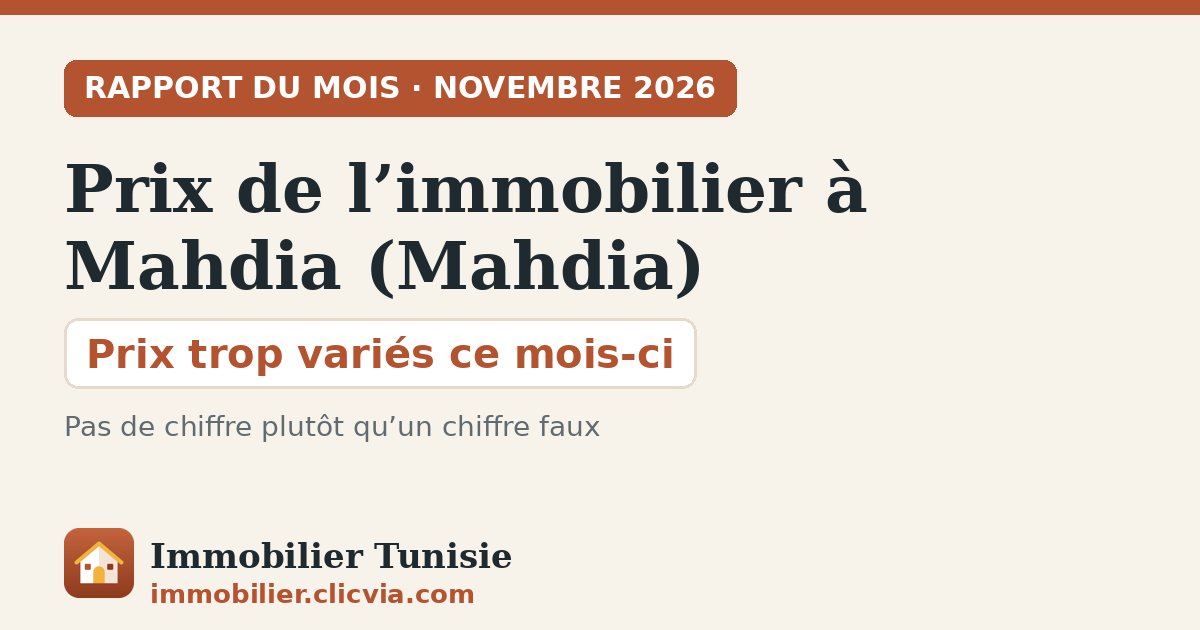 RAPPORT DU MOIS · NOVEMBRE 2026
Prix de l’immobilier à
Mahdia (Mahdia)
Prix trop variés ce mois-ci
Pas de chiffre plutôt qu’un chiffre faux
Immobilier Tunisie
immobilier.clicvia.com